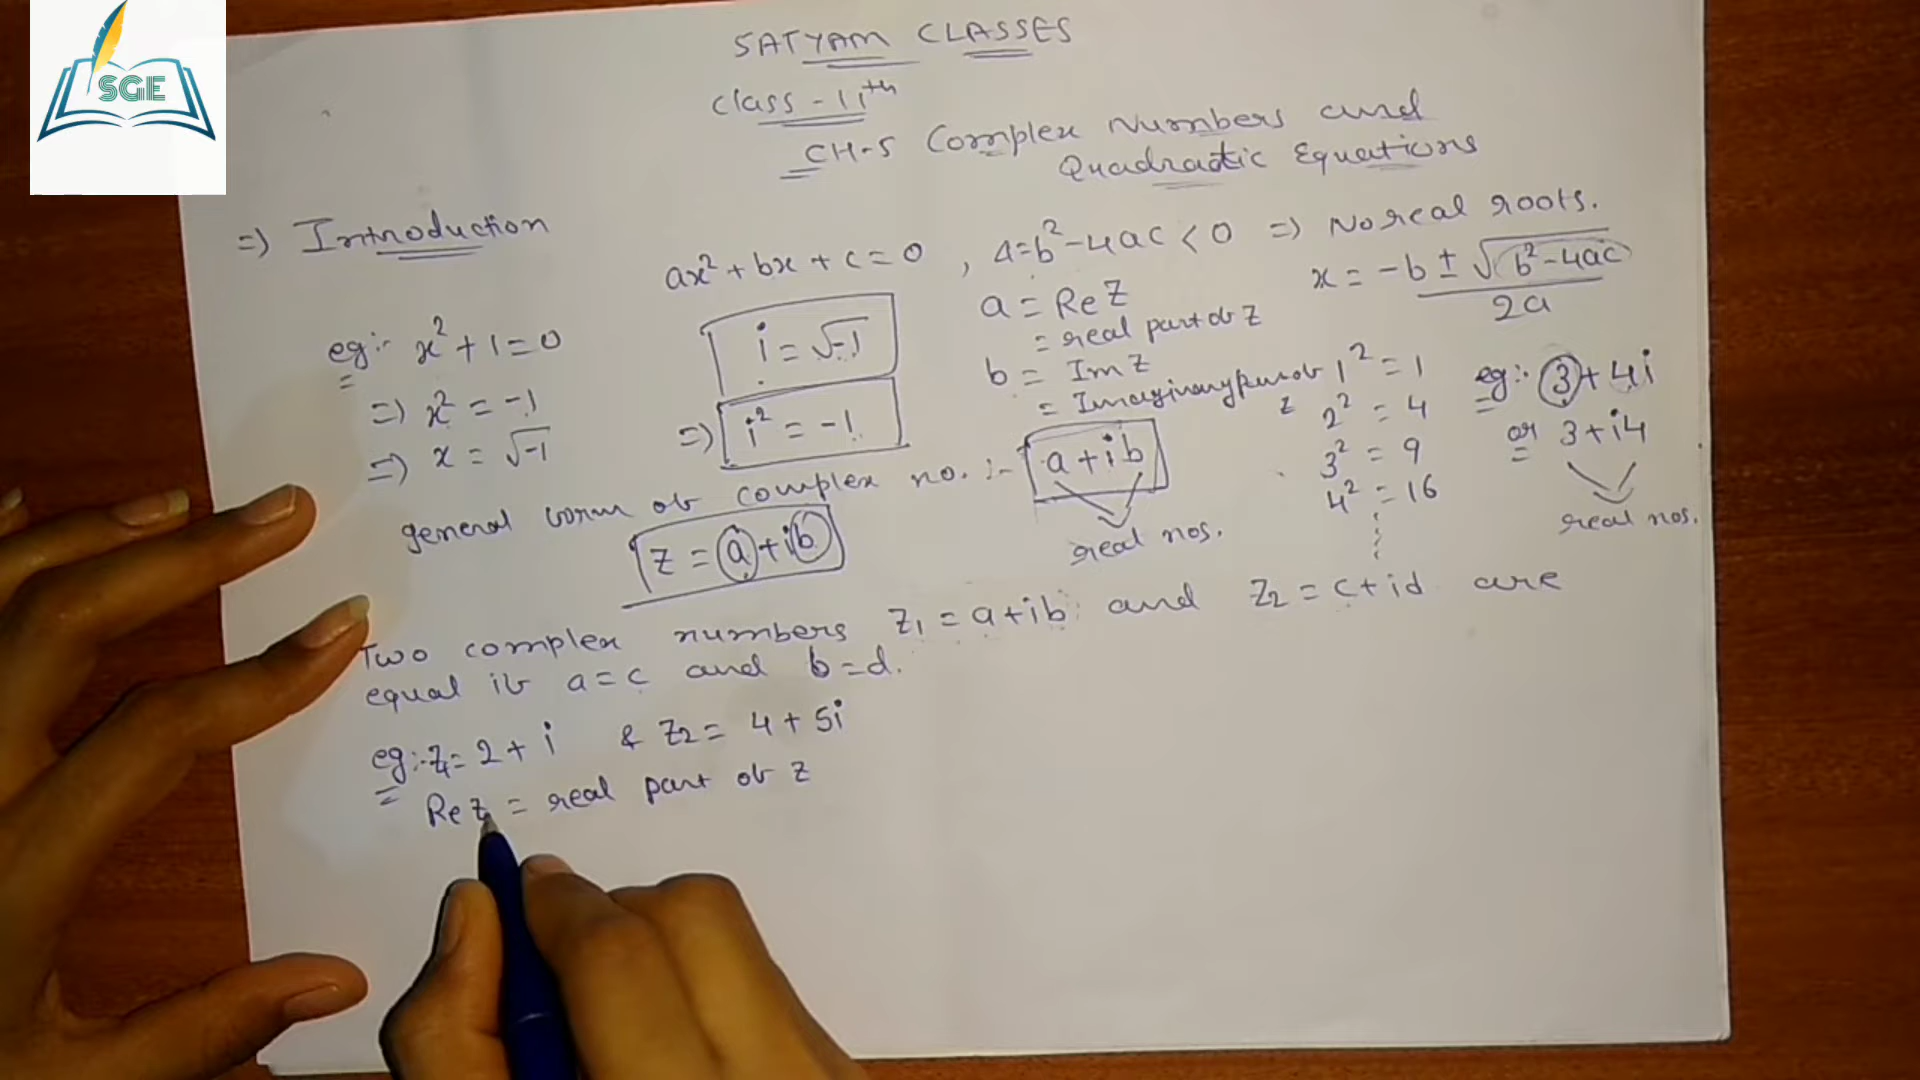 SGE
SATYAM CLASSES
Class - 11th
CH-5 Complex Numbers and
Quadratic Equations
=) Introduction
ax² + bx + c = 0 , Δ=b²-4ac < 0 =) No real roots.
x = -b ± √b²-4ac
2a
eg:- x² + 1 = 0
=) x² = -1
=) x = √-1
i = √-1
=) i² = -1
a = Re Z
= real part of Z
b = Im Z
= Imaginary part of
z
1² = 1
2² = 4
3² = 9
4² = 16
eg:- 3 + 4i
or 3 + i4
real nos.
general form of complex no. :- a + ib
real nos.
z = a + ib
Two complex numbers Z1 = a + ib and Z2 = c + id are
equal if a = c and b = d.
eg:- z1 = 2 + i & Z2 = 4 + 5i
Re z = real part of z